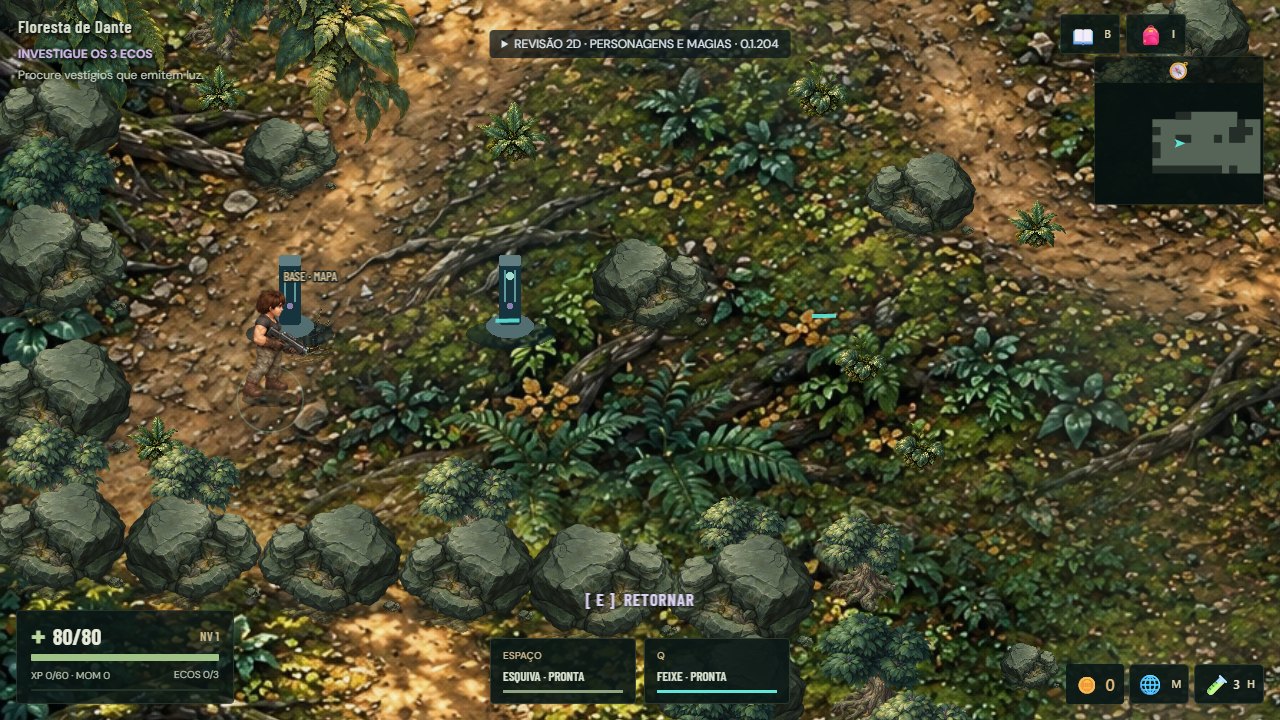 Floresta de Dante
INVESTIGUE OS 3 ECOS
Procure vestígios que emitem luz.
▶ REVISÃO 2D · PERSONAGENS E MAGIAS · 0.1.204
B
I
BASE · MAPA
[ E ] RETORNAR
80/80
NV 1
XP 0/60 · MOM 0
ECOS 0/3
ESPAÇO
ESQUIVA · PRONTA
Q
FEIXE · PRONTA
0
M
3 H